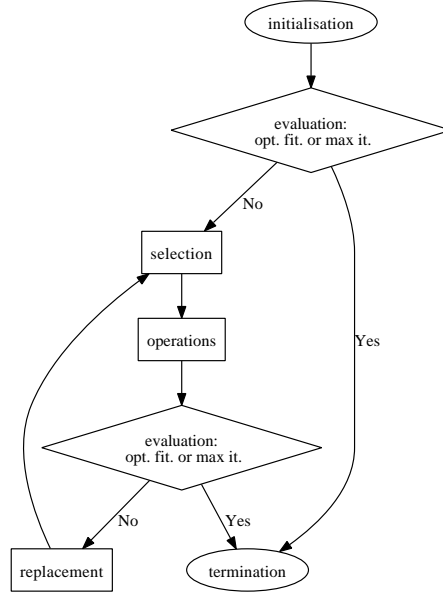 initialisation
evaluation:
opt. fit. or max it.
No
selection
operations
Yes
evaluation:
opt. fit. or max it.
No
Yes
replacement
termination